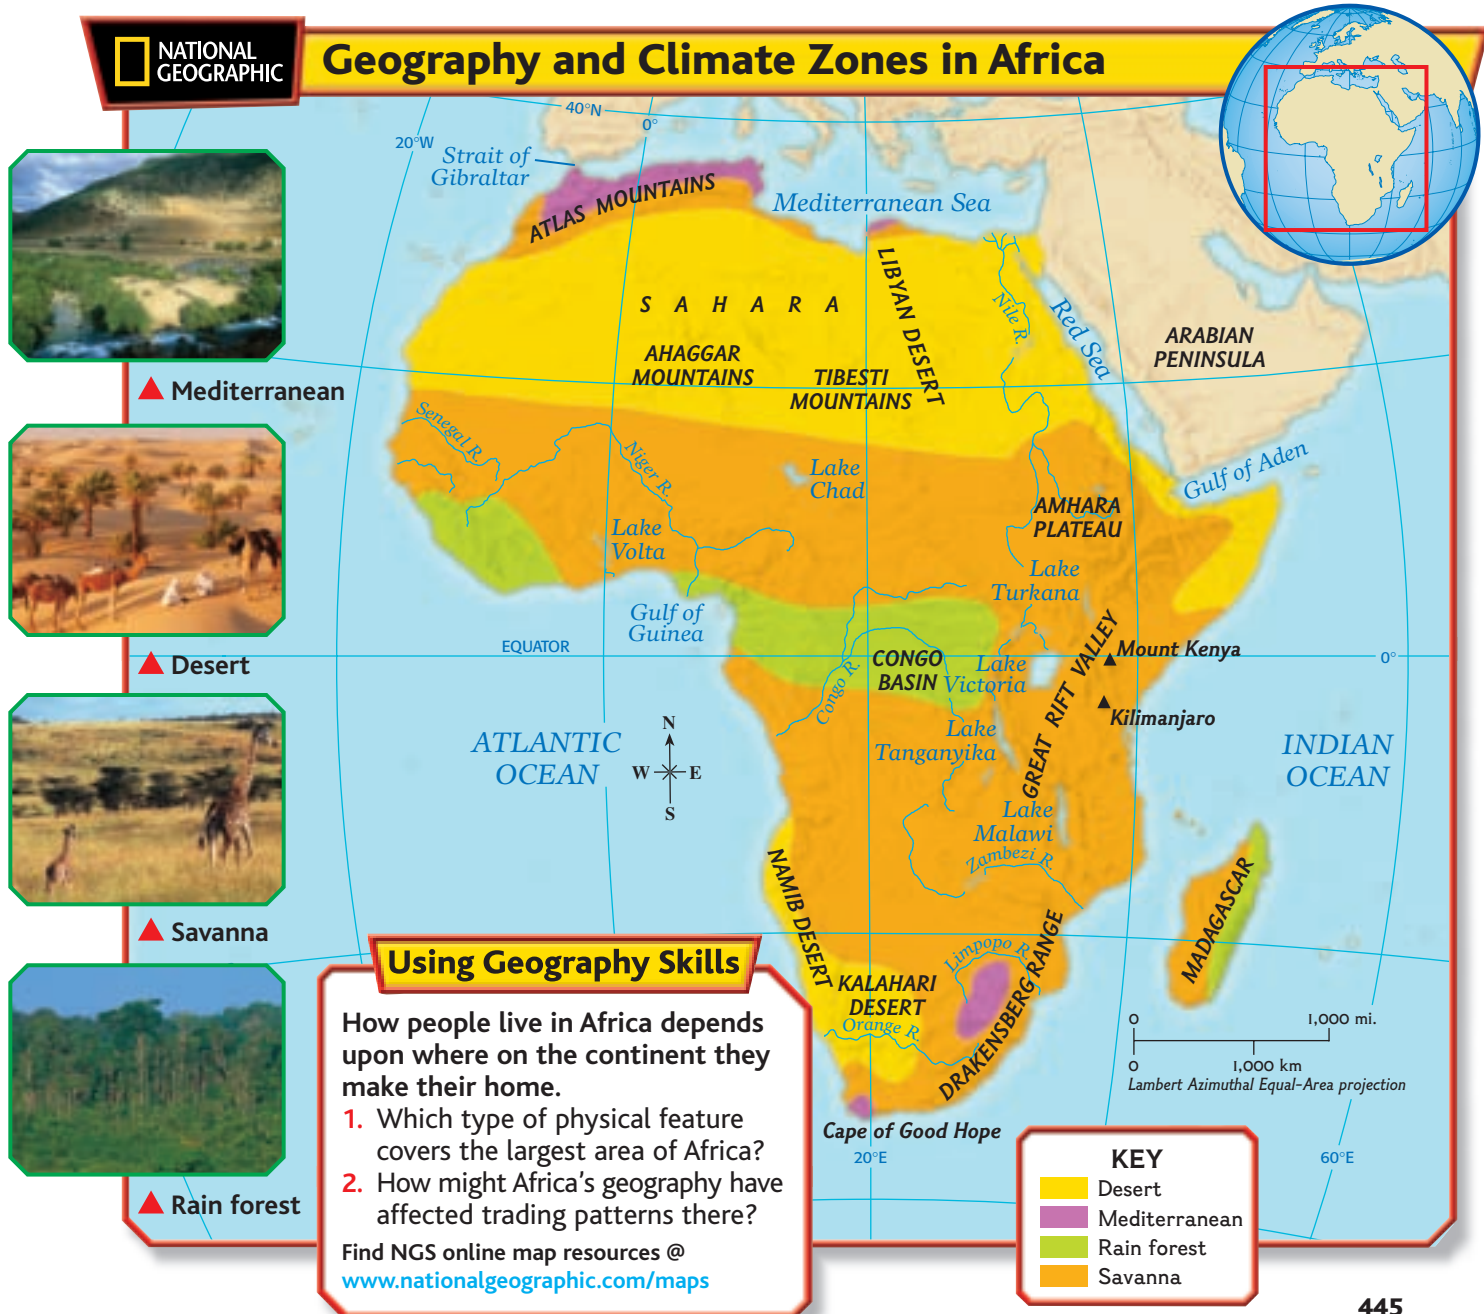 NATIONAL
GEOGRAPHIC
Geography and Climate Zones in Africa
40°N
0°
20°W
Strait of
Gibraltar
ATLAS MOUNTAINS
Mediterranean Sea
LIBYAN DESERT
Nile R.
Red Sea
SAHARA
ARABIAN
PENINSULA
AHAGGAR
MOUNTAINS
TIBESTI
MOUNTAINS
Mediterranean
Senegal R.
Niger R.
Lake
Chad
Gulf of Aden
AMHARA
PLATEAU
Lake
Volta
Lake
Turkana
Gulf of
Guinea
EQUATOR
Desert
CONGO
BASIN
Congo R.
Lake
Victoria
GREAT RIFT VALLEY
Mount Kenya
0°
Kilimanjaro
Lake
Tanganyika
ATLANTIC
OCEAN
N
W
E
S
INDIAN
OCEAN
Lake
Malawi
Zambezi R.
NAMIB DESERT
MADAGASCAR
Savanna
Limpopo R.
KALAHARI
DESERT
Orange R.
DRAKENSBERG RANGE
Cape of Good Hope
20°E
60°E
0
1,000 mi.
0
1,000 km
Lambert Azimuthal Equal-Area projection
Rain forest
Using Geography Skills
How people live in Africa depends
upon where on the continent they
make their home.
1. Which type of physical feature
covers the largest area of Africa?
2. How might Africa's geography have
affected trading patterns there?
Find NGS online map resources @
www.nationalgeographic.com/maps
KEY
Desert
Mediterranean
Rain forest
Savanna
445